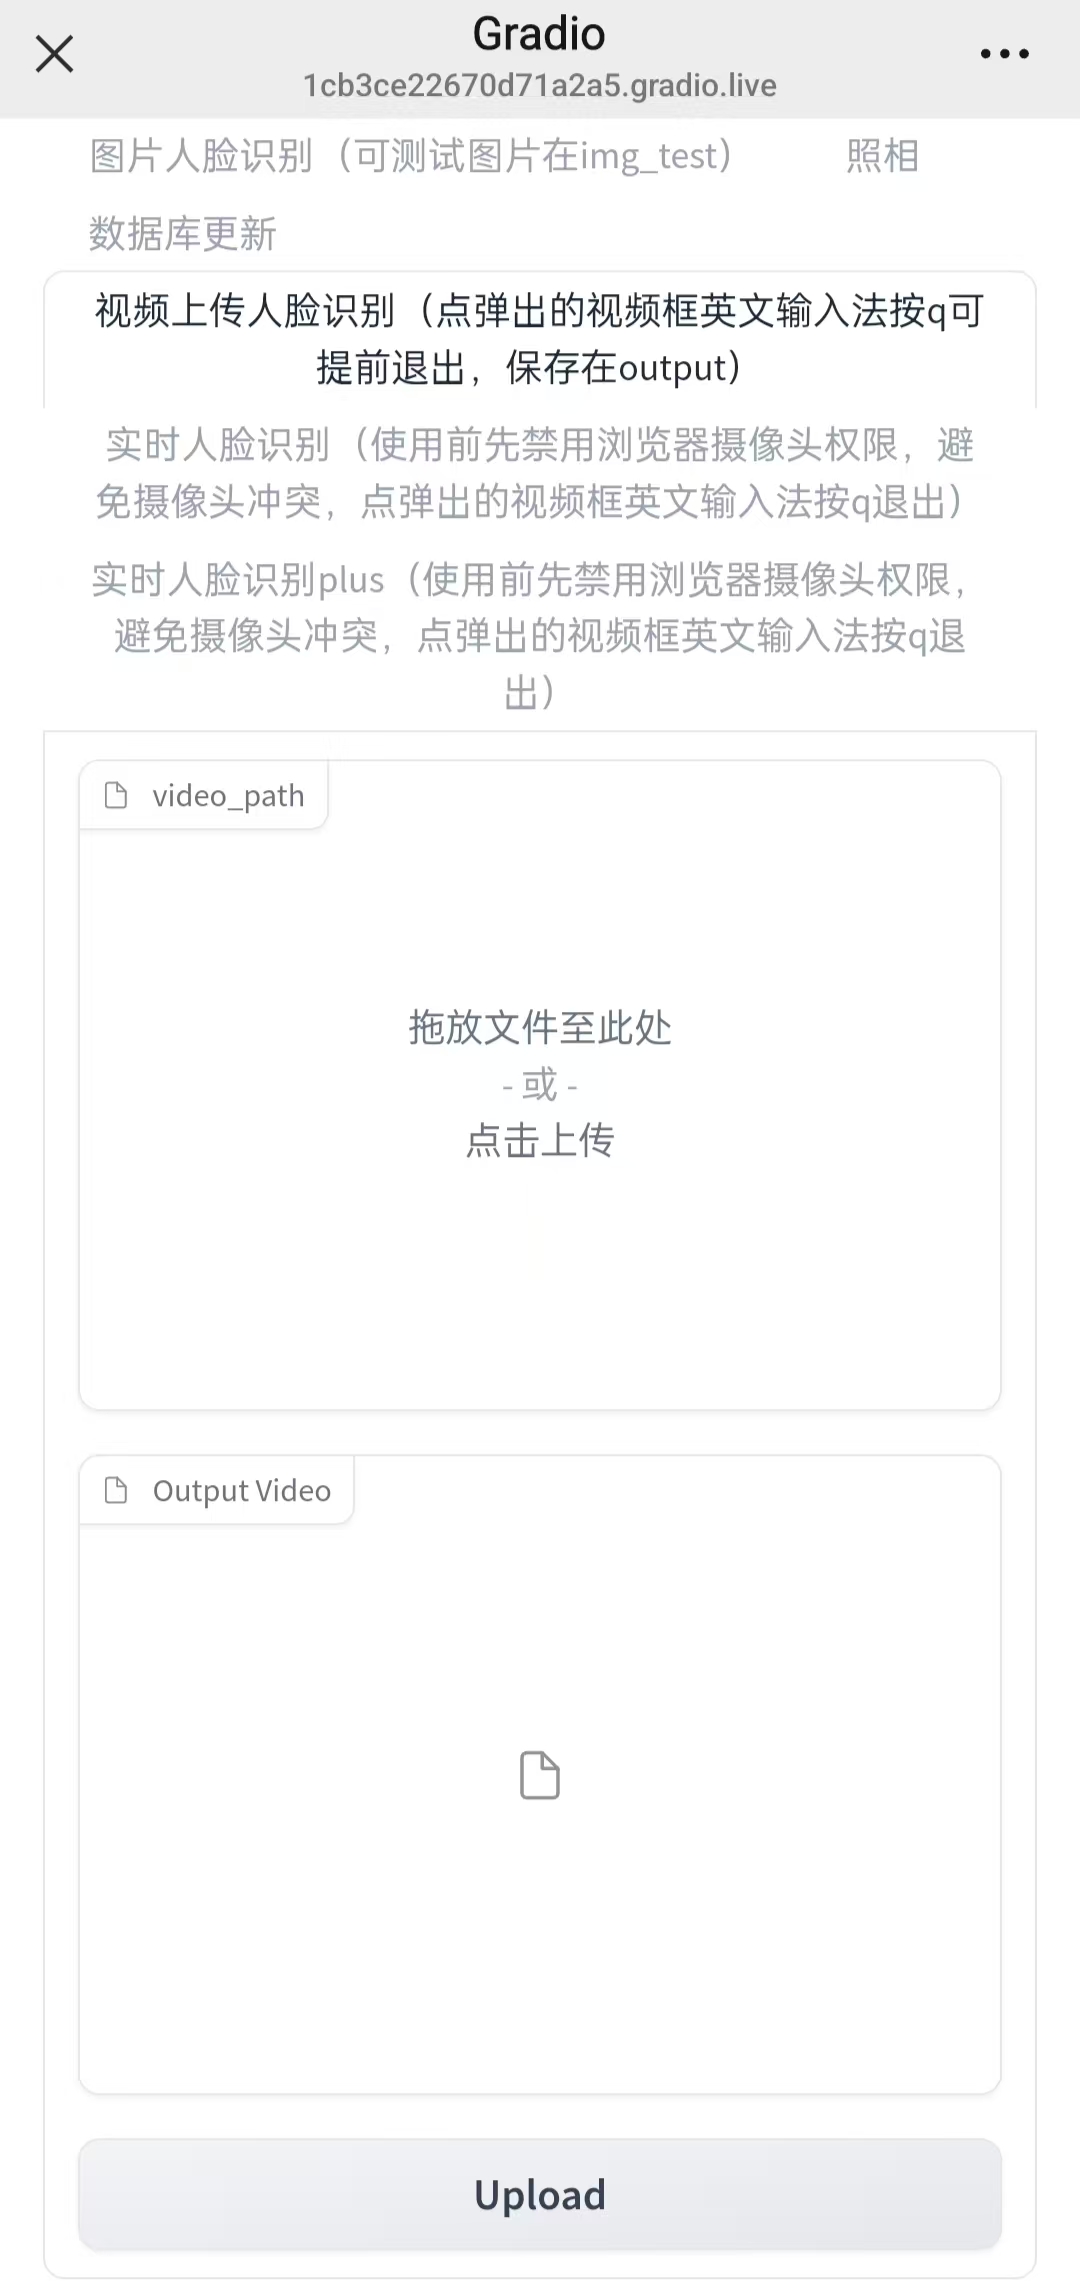 Gradio
1cb3ce22670d71a2a5.gradio.live
图片人脸识别（可测试图片在img_test） 照相
数据库更新
视频上传人脸识别（点弹出的视频框英文输入法按q可
提前退出，保存在output）
实时人脸识别（使用前先禁用浏览器摄像头权限，避
免摄像头冲突，点弹出的视频框英文输入法按q退出）
实时人脸识别plus（使用前先禁用浏览器摄像头权限，
避免摄像头冲突，点弹出的视频框英文输入法按q退
出）
video_path
拖放文件至此处
- 或 -
点击上传
Output Video
Upload